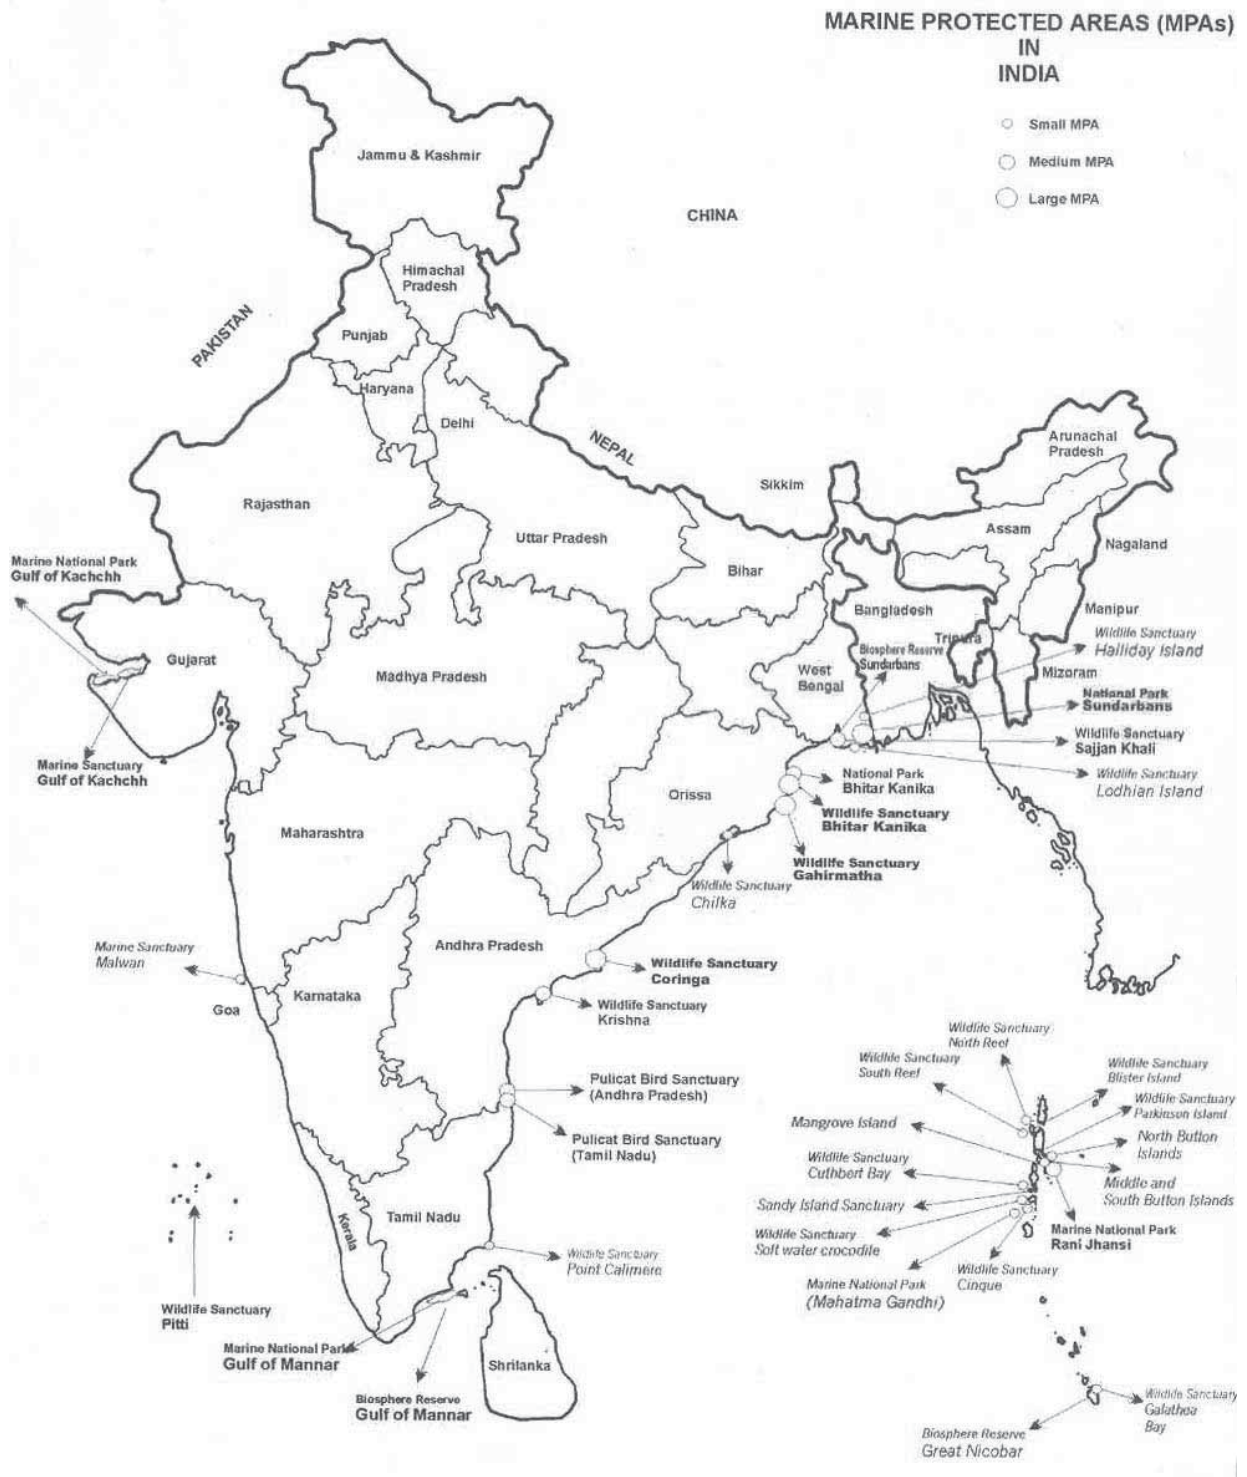 MARINE PROTECTED AREAS (MPAs)
IN
INDIA
Small MPA
Medium MPA
Large MPA
Jammu & Kashmir
CHINA
Himachal
Pradesh
PAKISTAN
Punjab
Haryana
Delhi
NEPAL
Sikkim
Arunachal
Pradesh
Rajasthan
Uttar Pradesh
Assam
Nagaland
Bihar
Marine National Park
Gulf of Kachchh
Bangladesh
Manipur
Tripura
Wildlife Sanctuary
Halliday Island
Gujarat
Biosphere Reserve
Sundarbans
Madhya Pradesh
West
Bengal
Mizoram
National Park
Sundarbans
Wildlife Sanctuary
Sajjan Khali
Marine Sanctuary
Gulf of Kachchh
National Park
Bhitar Kanika
Wildlife Sanctuary
Lodhian Island
Orissa
Wildlife Sanctuary
Bhitar Kanika
Maharashtra
Wildlife Sanctuary
Gahirmatha
Wildlife Sanctuary
Chilka
Marine Sanctuary
Malwan
Andhra Pradesh
Wildlife Sanctuary
Coringa
Karnataka
Goa
Wildlife Sanctuary
Krishna
Wildlife Sanctuary
North Reef
Wildlife Sanctuary
South Reef
Wildlife Sanctuary
Blister Island
Pulicat Bird Sanctuary
(Andhra Pradesh)
Wildlife Sanctuary
Parkinson Island
Mangrove Island
North Button
Islands
Pulicat Bird Sanctuary
(Tamil Nadu)
Wildlife Sanctuary
Cuthbert Bay
Middle and
South Button Islands
Sandy Island Sanctuary
Kerala
Tamil Nadu
Wildlife Sanctuary
Soft water crocodile
Marine National Park
Rani Jhansi
Wildlife Sanctuary
Point Calimere
Wildlife Sanctuary
Cinque
Marine National Park
(Mahatma Gandhi)
Wildlife Sanctuary
Pitti
Marine National Park
Gulf of Mannar
Shrilanka
Biosphere Reserve
Gulf of Mannar
Wildlife Sanctuary
Galathea
Bay
Biosphere Reserve
Great Nicobar